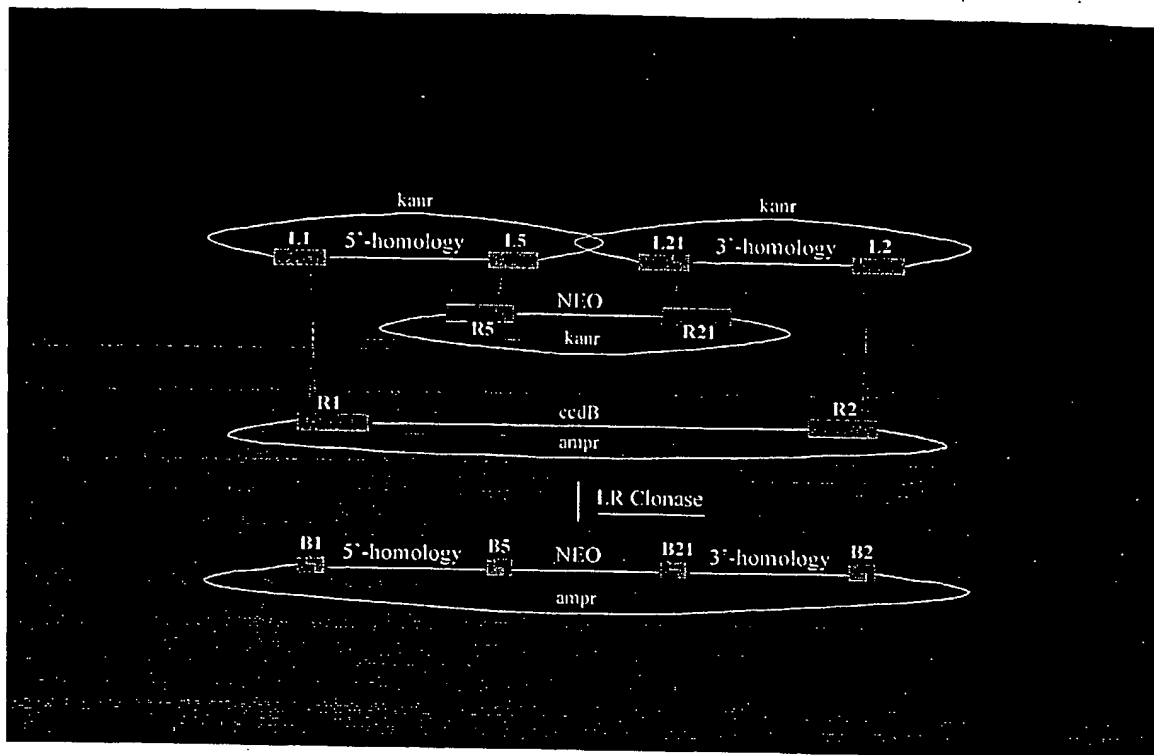 kanr kanr
L1 5'-homology L5 L21 3'-homology L2
NEO
R5 kanr R21
R1 ccdB R2
ampr
LR Clonase
B1 5'-homology B5 NEO B21 3'-homology B2
ampr